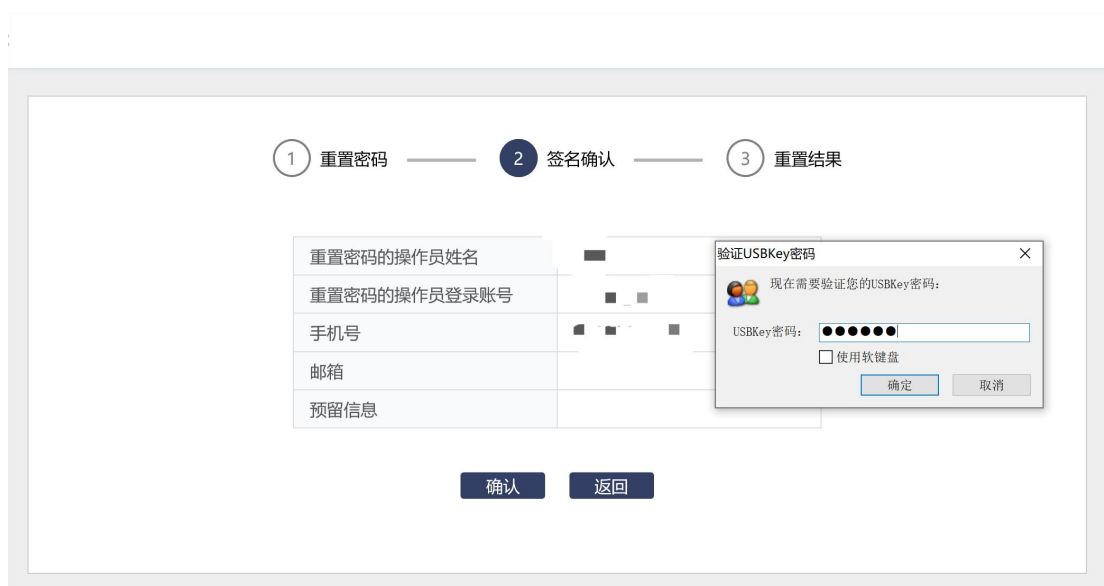 1 重置密码 2 签名确认 3 重置结果
重置密码的操作员姓名
重置密码的操作员登录账号
手机号
邮箱
预留信息
验证USBKey密码
现在需要验证您的USBKey密码:
USBKey密码: ●●●●●●
使用软键盘
确定 取消
确认 返回